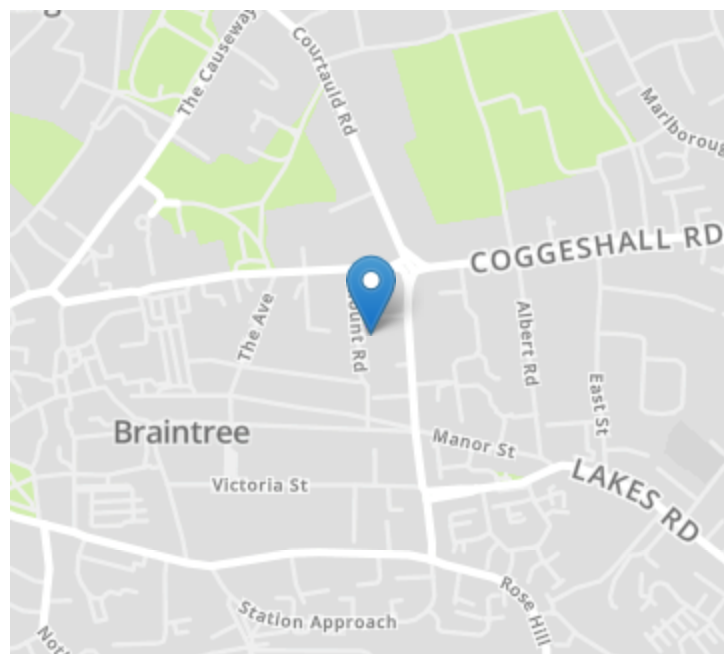 The Causeway
Courtauld Rd
COGGESHALL RD
The Ave
Albert Rd
East St
Braintree
Manor St
Victoria St
LAKES RD
Rose Hill
Station Approach